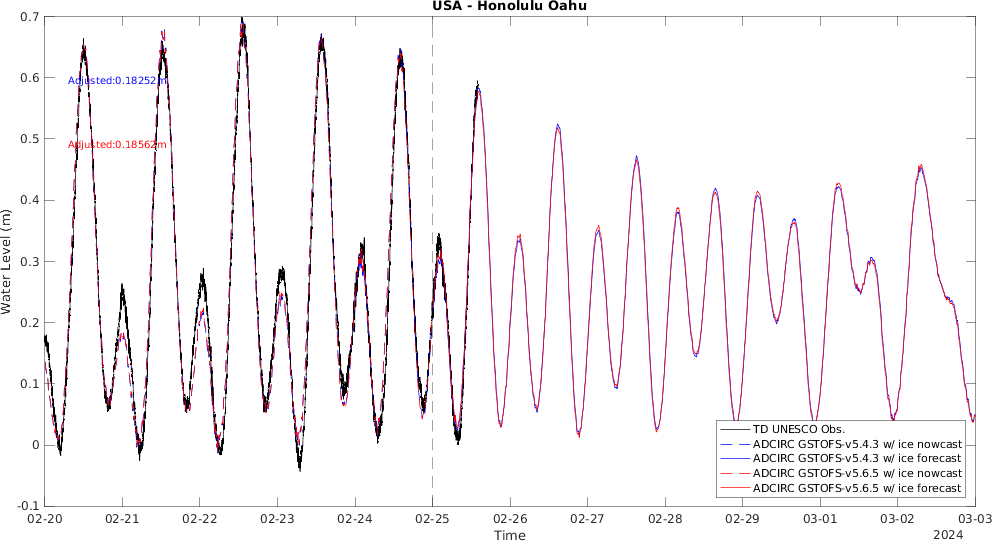 USA - Honolulu Oahu
0.7
0.6
0.5
0.4
0.3
0.2
0.1
0
-0.1
Water Level (m)
Adjusted:0.18252m
Adjusted:0.18562m
TD UNESCO Obs.
ADCIRC GSTOFS-v5.4.3 w/ ice nowcast
ADCIRC GSTOFS-v5.4.3 w/ ice forecast
ADCIRC GSTOFS-v5.6.5 w/ ice nowcast
ADCIRC GSTOFS-v5.6.5 w/ ice forecast
02-20 02-21 02-22 02-23 02-24 02-25 02-26 02-27 02-28 02-29 03-01 03-02 03-03
Time
2024